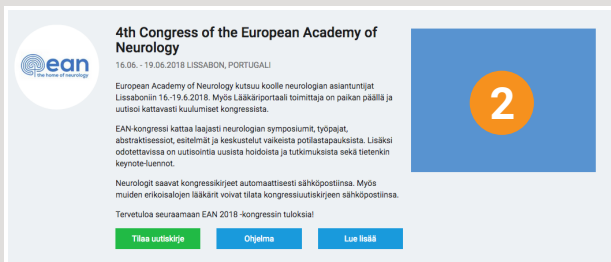 ean
the home of neurology
4th Congress of the European Academy of
Neurology
16.06. - 19.06.2018 LISSABON, PORTUGALI
European Academy of Neurology kutsuu koolle neurologian asiantuntijat
Lissaboniin 16.-19.6.2018. Myös Lääkäriportaali toimittaja on paikan päällä ja
uutisoi kattavasti kuulumiset kongressista.
EAN-kongressi kattaa laajasti neurologian symposiumit, työpajat,
abstraktisessiot, esitelmät ja keskustelut vaikeista potilastapauksista. Lisäksi
odotettavissa on uutisointia uusista hoidoista ja tutkimuksista sekä tietenkin
keynote-luennot.
Neurologit saavat kongressikirjeet automaattisesti sähköpostiinsa. Myös
muiden erikoisalojen lääkärit voivat tilata kongressiuutiskirjeen sähköpostiinsa.
Tervetuloa seuraamaan EAN 2018 -kongressin tuloksia!
Tilaa uutiskirje
Ohjelma
Lue lisää
2